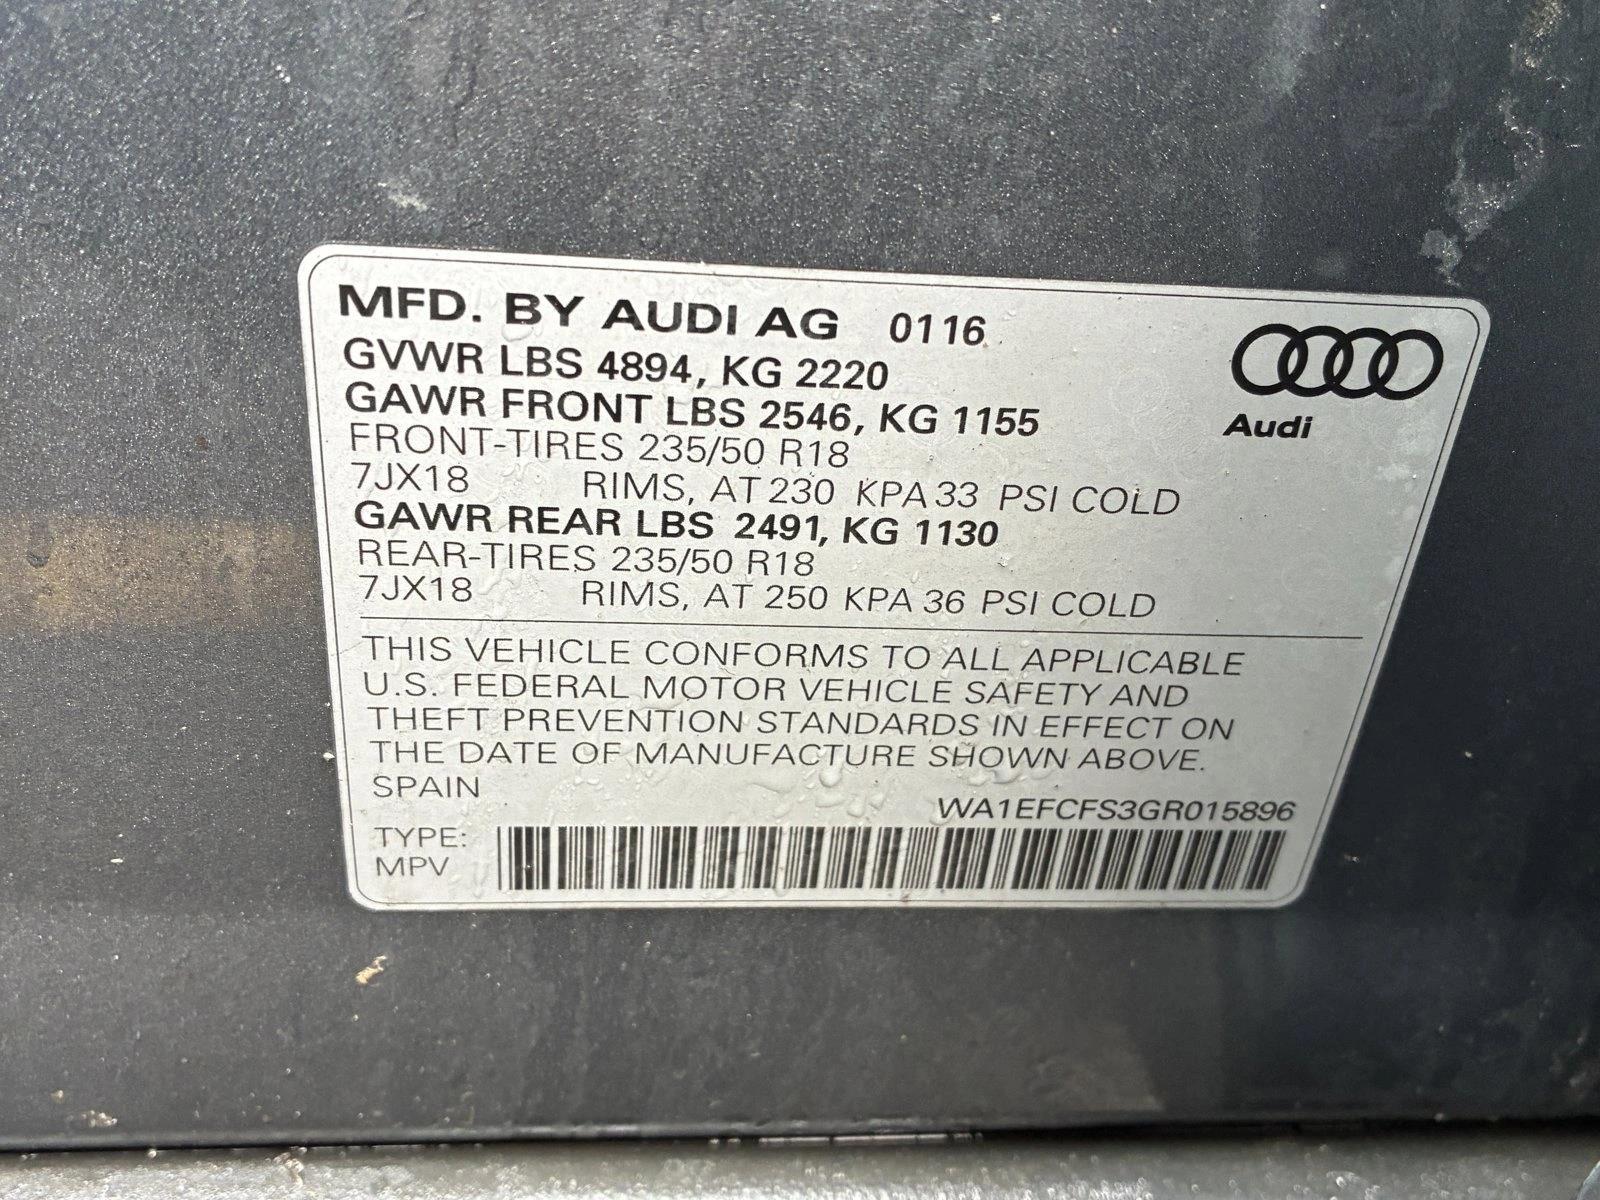 MFD. BY AUDI AG 0116
GVWR LBS 4894, KG 2220
GAWR FRONT LBS 2546, KG 1155
Audi
FRONT-TIRES 235/50 R18
7JX18 RIMS, AT 230 KPA 33 PSI COLD
GAWR REAR LBS 2491, KG 1130
REAR-TIRES 235/50 R18
7JX18 RIMS, AT 250 KPA 36 PSI COLD
THIS VEHICLE CONFORMS TO ALL APPLICABLE
U.S. FEDERAL MOTOR VEHICLE SAFETY AND
THEFT PREVENTION STANDARDS IN EFFECT ON
THE DATE OF MANUFACTURE SHOWN ABOVE.
SPAIN
WA1EFCFS3GR015896
TYPE:
MPV